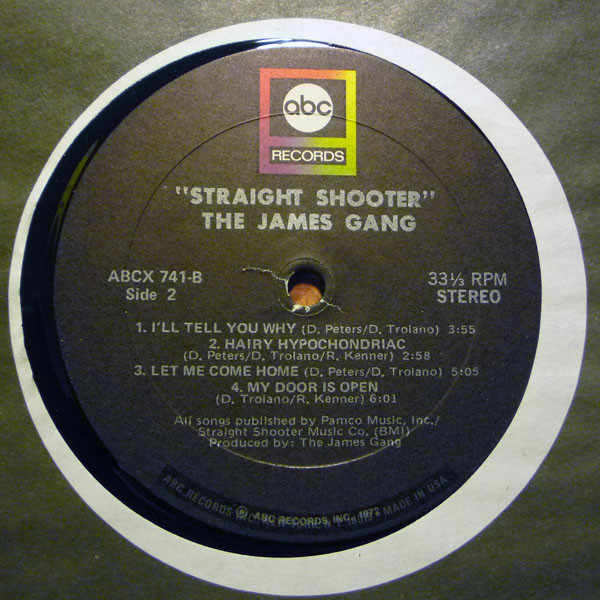 abc
RECORDS
"STRAIGHT SHOOTER"
THE JAMES GANG
ABCX 741-B
Side 2
33⅓ RPM
STEREO
1. I'LL TELL YOU WHY (D. Peters/D. Troiano) 3:55
2. HAIRY HYPOCHONDRIAC
(D. Peters/D. Troiano/R. Kenner) 2:58
3. LET ME COME HOME (D. Peters/D. Troiano) 5:05
4. MY DOOR IS OPEN
(D. Troiano/R. Kenner) 6:01
All songs published by Pamco Music, Inc./
Straight Shooter Music Co. (BMI)
Produced by: The James Gang
℗ ABC RECORDS, INC. 1972
ABC RECORDS MADE IN USA